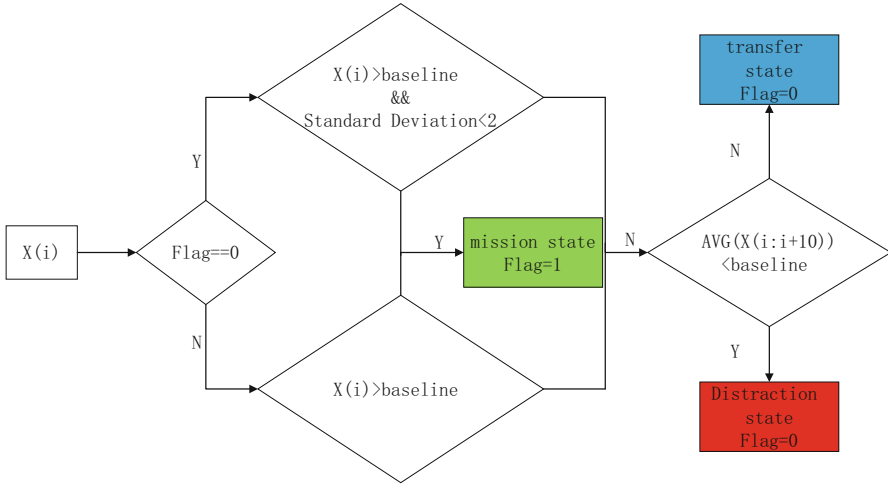 X(i)
Flag==0
Y
N
X(i)>baseline
&&
Standard Deviation<2
X(i)>baseline
Y
mission state
Flag=1
N
AVG(X(i:i+10))
<baseline
N
transfer
state
Flag=0
Y
Distraction
state
Flag=0